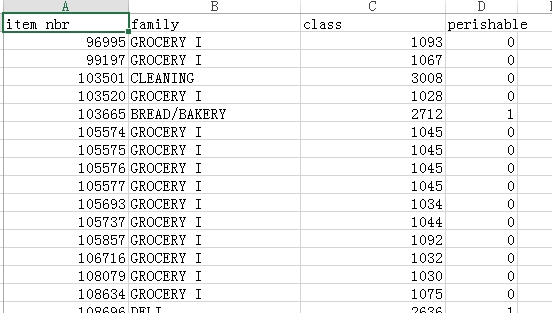 A B C D
item nbr family class perishable
96995 GROCERY I 1093 0
99197 GROCERY I 1067 0
103501 CLEANING 3008 0
103520 GROCERY I 1028 0
103665 BREAD/BAKERY 2712 1
105574 GROCERY I 1045 0
105575 GROCERY I 1045 0
105576 GROCERY I 1045 0
105577 GROCERY I 1045 0
105693 GROCERY I 1034 0
105737 GROCERY I 1044 0
105857 GROCERY I 1092 0
106716 GROCERY I 1032 0
108079 GROCERY I 1030 0
108634 GROCERY I 1075 0
108696 DELI 2636 1